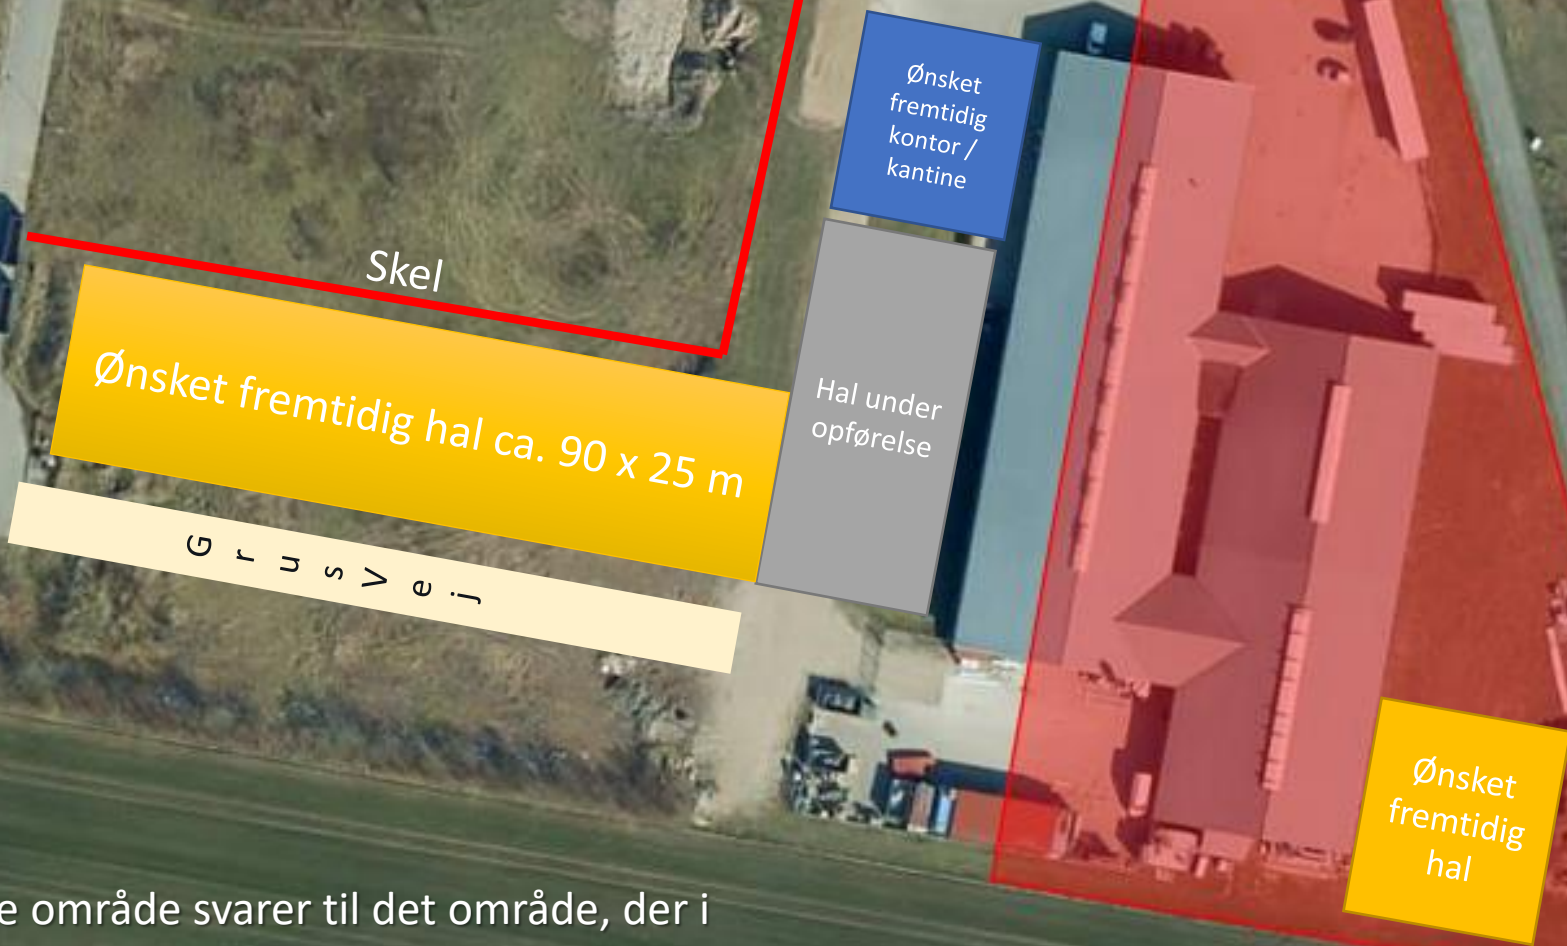 Ønsket
fremtidig
kontor /
kantine
Skel
Ønsket fremtidig hal ca. 90 x 25 m
Hal under
opførelse
GrusVej
Ønsket
fremtidig
hal
e område svarer til det område, der i